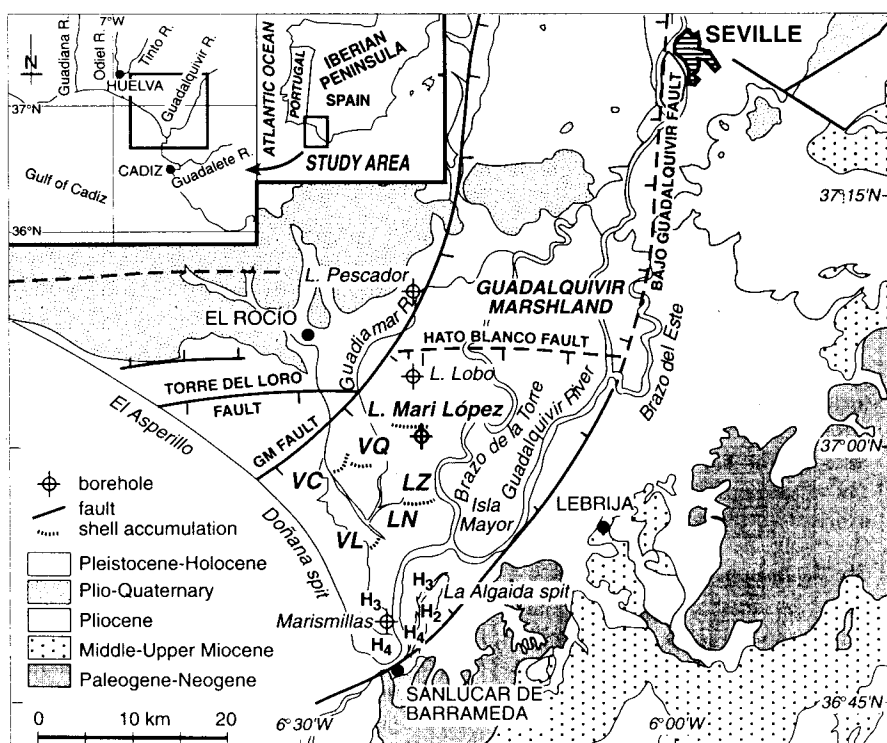 7°W
Guadiana R.
Odiel R.
Tinto R.
Guadalquivir R.
N
HUELVA
37°N
CADIZ
Guadalete R.
Gulf of Cadiz
36°N
ATLANTIC OCEAN
PORTUGAL
IBERIAN
PENINSULA
SPAIN
STUDY AREA
SEVILLE
BAJO GUADALQUIVIR FAULT
37°15'N
L. Pescador
GUADALQUIVIR
MARSHLAND
EL ROCÍO
Guadiamar R.
HATO BLANCO FAULT
Brazo del Este
L. Lobo
TORRE DEL LORO
FAULT
El Asperillo
GM FAULT
L. Mari López
Brazo de la Torre
Guadalquivir River
37°00'N
VQ
VC
LZ
LN
Isla
Mayor
LEBRIJA
VL
Doñana spit
H3
La Algaida spit
H3
H2
Marismillas
H4
H4
SANLUCAR DE
BARRAMEDA
36°45'N
6°30'W
6°00'W
borehole
fault
shell accumulation
Pleistocene-Holocene
Plio-Quaternary
Pliocene
Middle-Upper Miocene
Paleogene-Neogene
0 10 km 20